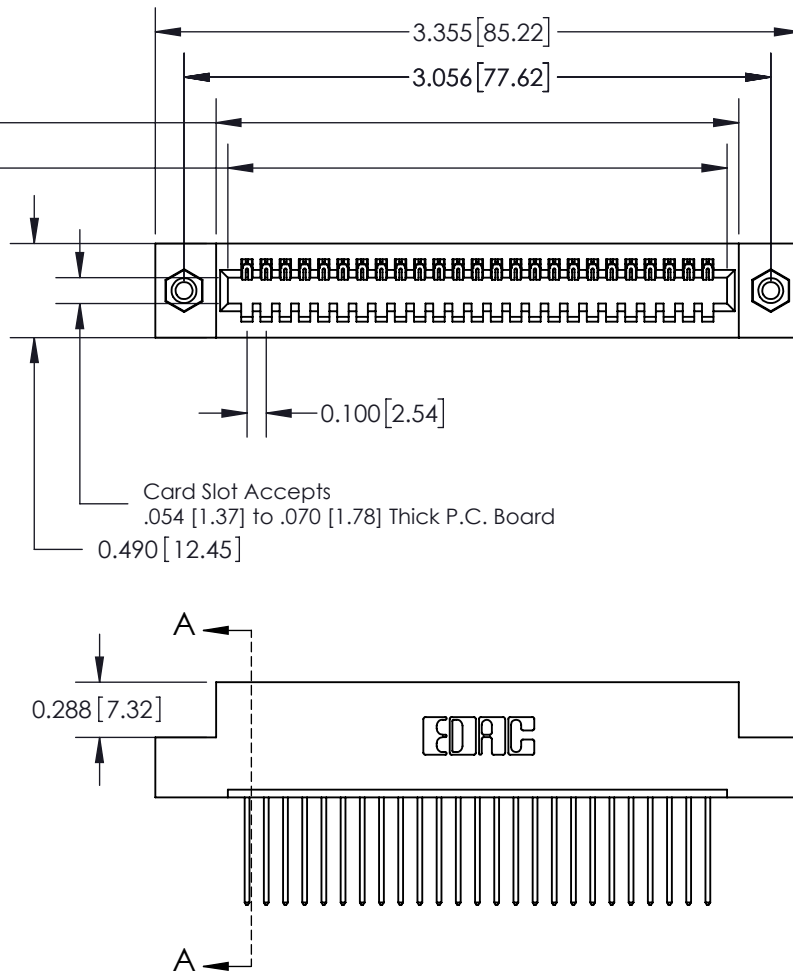 3.355[85.22]
3.056[77.62]
0.100[2.54]
Card Slot Accepts
.054 [1.37] to .070 [1.78] Thick P.C. Board
0.490[12.45]
A
0.288[7.32]
EDAC
A